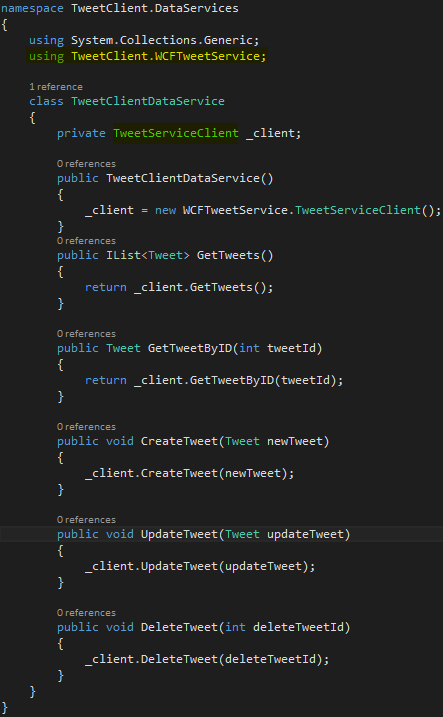 namespace TweetClient.DataServices
{
    using System.Collections.Generic;
    using TweetClient.WCFTweetService;

    1 reference
    class TweetClientDataService
    {
        private TweetServiceClient _client;

        0 references
        public TweetClientDataService()
        {
            _client = new WCFTweetService.TweetServiceClient();
        }
        0 references
        public IList<Tweet> GetTweets()
        {
            return _client.GetTweets();
        }

        0 references
        public Tweet GetTweetByID(int tweetId)
        {
            return _client.GetTweetByID(tweetId);
        }

        0 references
        public void CreateTweet(Tweet newTweet)
        {
            _client.CreateTweet(newTweet);
        }

        0 references
        public void UpdateTweet(Tweet updateTweet)
        {
            _client.UpdateTweet(updateTweet);
        }

        0 references
        public void DeleteTweet(int deleteTweetId)
        {
            _client.DeleteTweet(deleteTweetId);
        }
    }
}